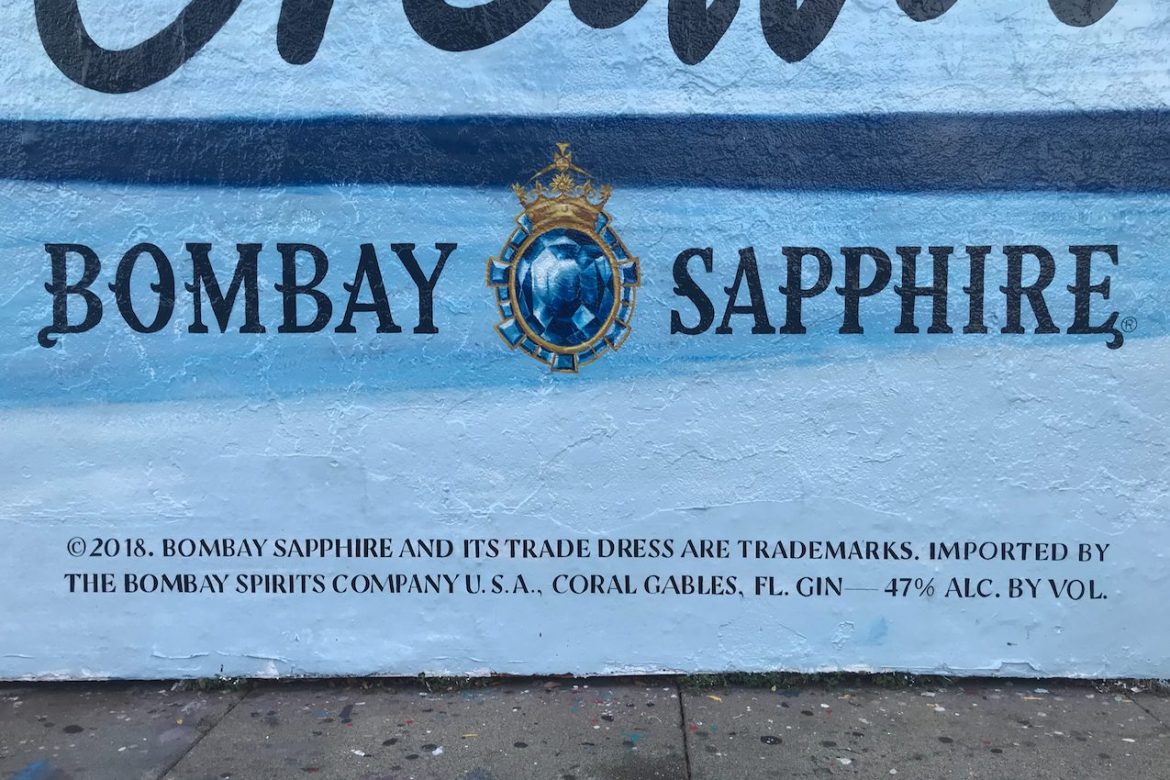 BOMBAY SAPPHIRE®
©2018. BOMBAY SAPPHIRE AND ITS TRADE DRESS ARE TRADEMARKS. IMPORTED BY
THE BOMBAY SPIRITS COMPANY U.S.A., CORAL GABLES, FL. GIN — 47% ALC. BY VOL.